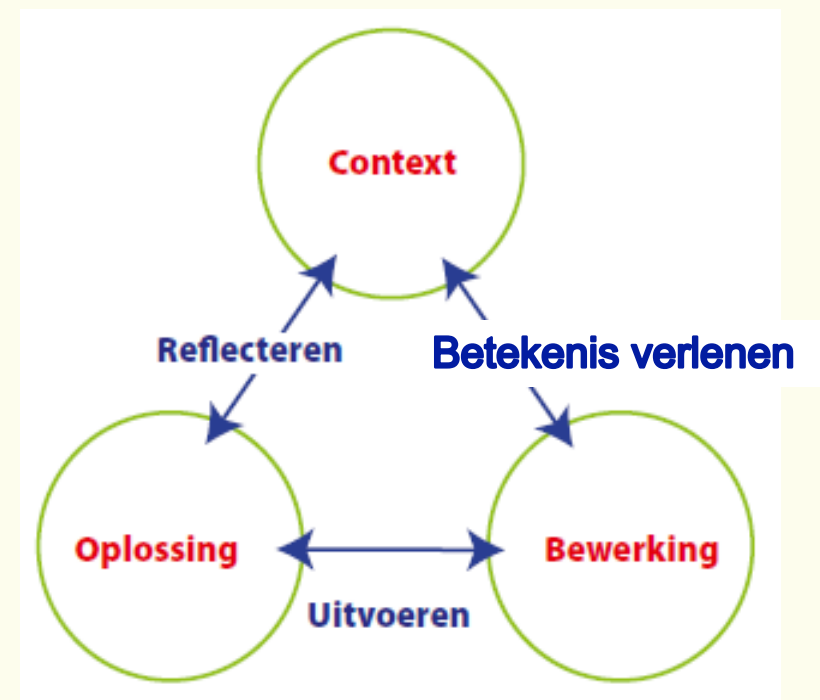 Context
Reflecteren
Betekenis verlenen
Oplossing
Bewerking
Uitvoeren